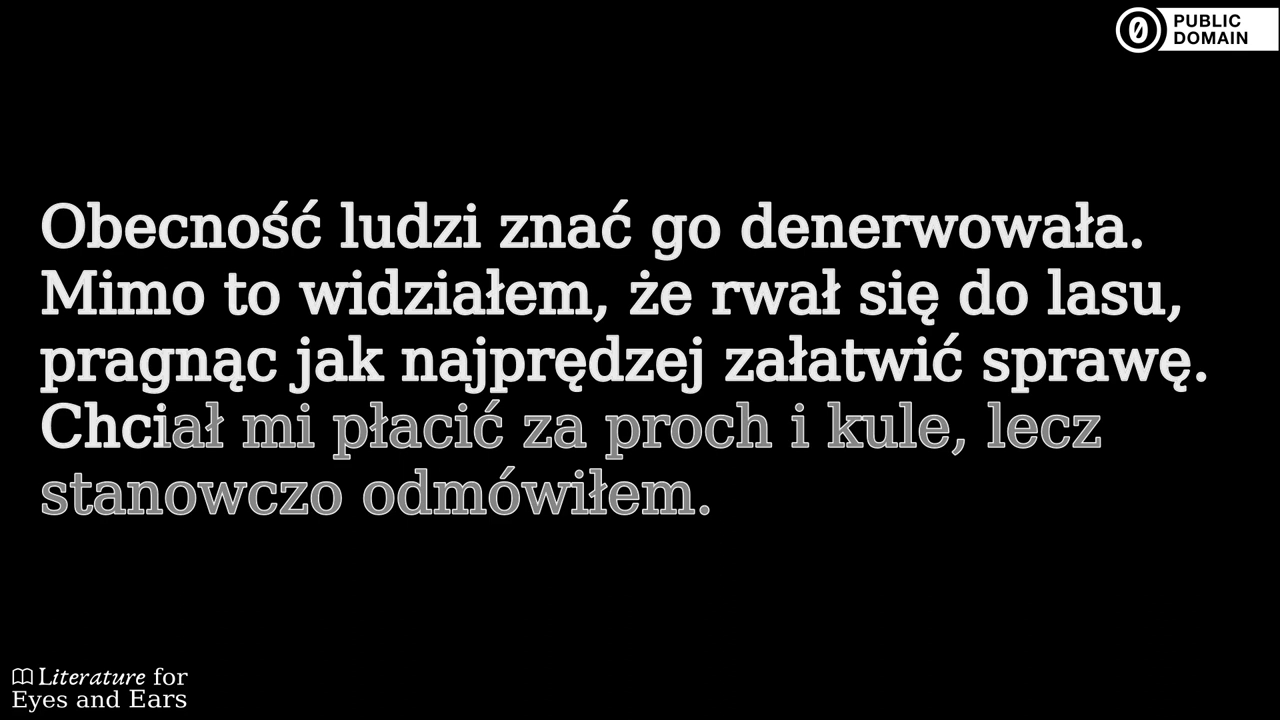 PUBLIC
DOMAIN
Obecność ludzi znać go denerwowała.
Mimo to widziałem, że rwał się do lasu,
pragnąc jak najprędzej załatwić sprawę.
Chciał mi płacić za proch i kule, lecz
stanowczo odmówiłem.
Literature for
Eyes and Ears